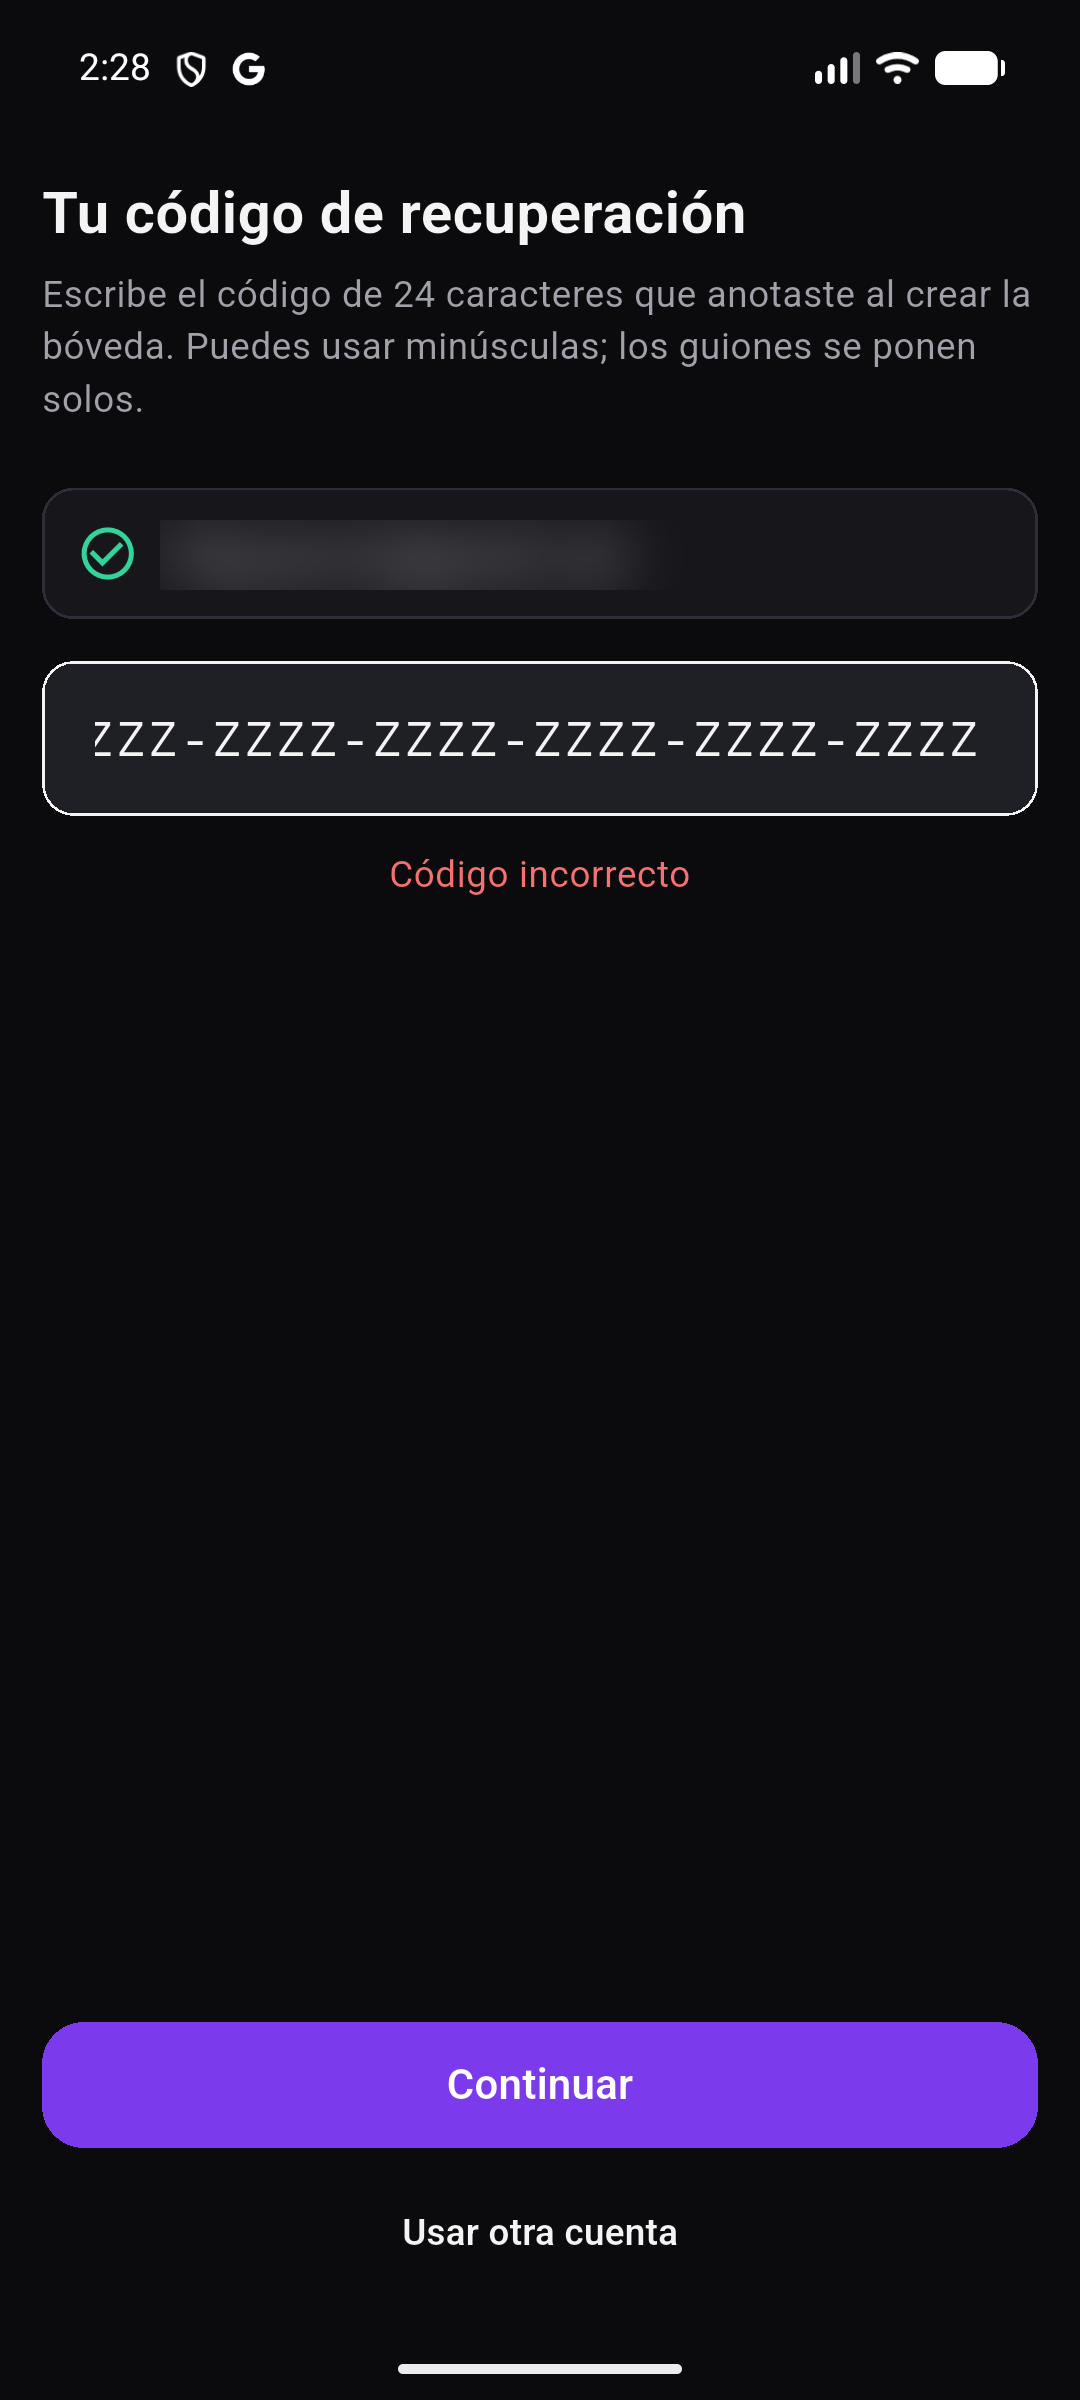 2:28
Tu código de recuperación
Escribe el código de 24 caracteres que anotaste al crear la
bóveda. Puedes usar minúsculas; los guiones se ponen
solos.
ZZZ-ZZZZ-ZZZZ-ZZZZ-ZZZZ-ZZZZ
Código incorrecto
Continuar
Usar otra cuenta